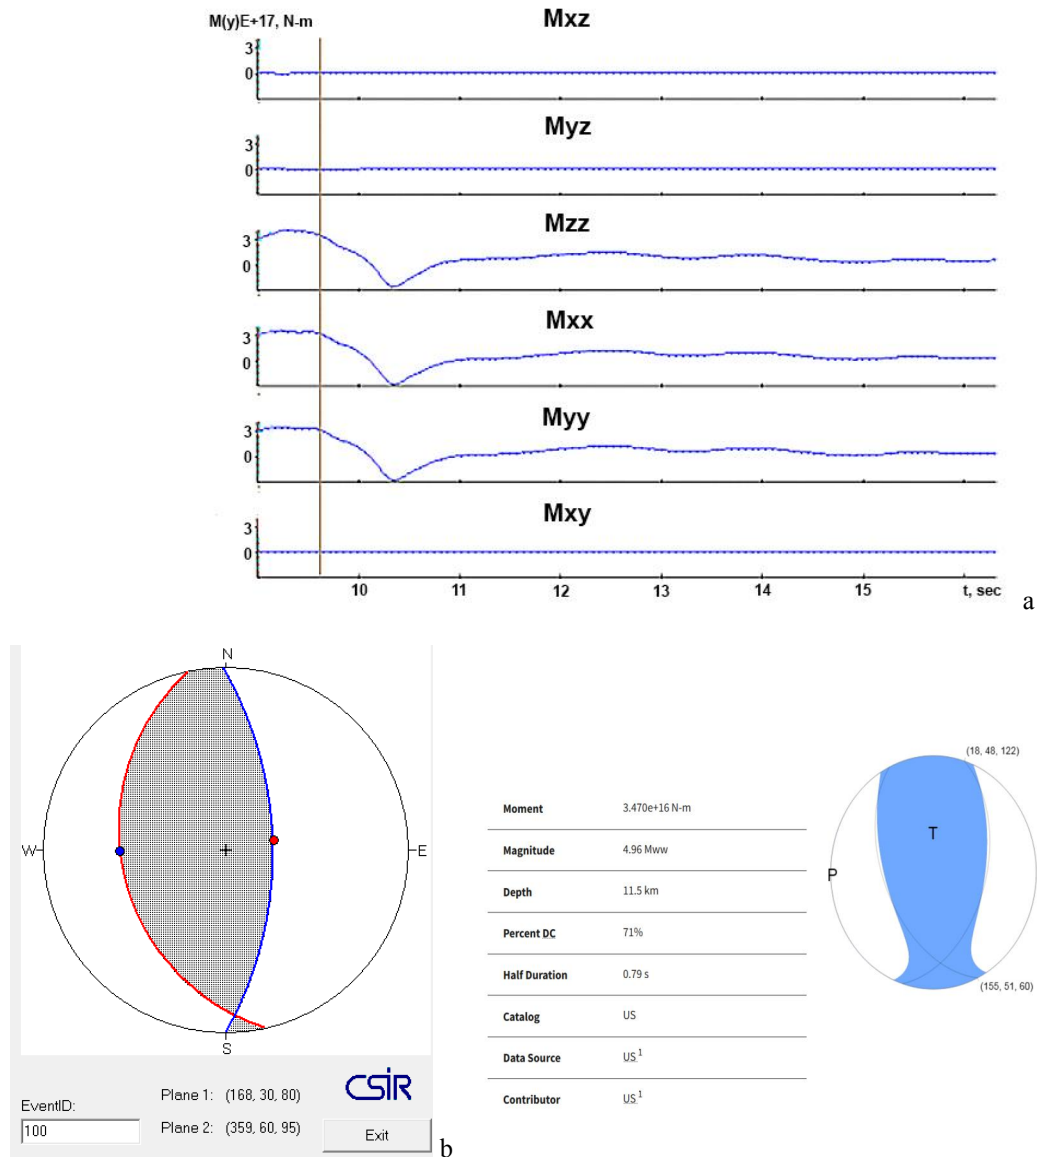 M(y)E+17, N-m
Mxz
3
0
Myz
3
0
Mzz
3
0
Mxx
3
0
Myy
3
0
Mxy
3
0
10 11 12 13 14 15 t, sec
a
N
W
E
S
EventID:
100
Plane 1: (168, 30, 80)
Plane 2: (359, 60, 95)
CSIR
Exit
b
Moment 3.470e+16 N-m
Magnitude 4.96 Mww
Depth 11.5 km
Percent DC 71%
Half Duration 0.79 s
Catalog US
Data Source US 1
Contributor US 1
(18, 48, 122)
T
P
(155, 51, 60)